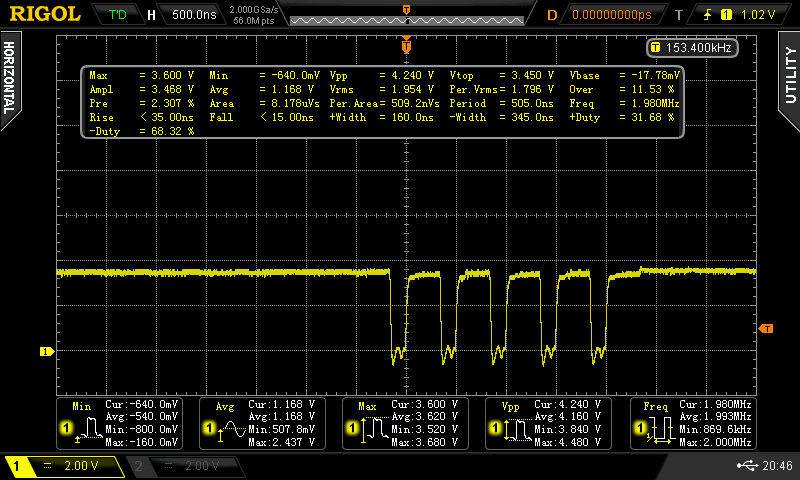 RIGOL T'D H 500.0ns 2.000GSa/s 56.0M pts T D 0.00000000ps T 1 1.02 V
HORIZONTAL
UTILITY
T
T 153.400kHz
Max = 3.600 V Min = -640.0mV Vpp = 4.240 V Vtop = 3.450 V Vbase = -17.78mV
Ampl = 3.468 V Avg = 1.168 V Vrms = 1.954 V Per.Vrms= 1.796 V Over = 11.53 %
Pre = 2.307 % Area = 8.178uVs Per.Area= 509.2nVs Period = 505.0ns Freq = 1.980MHz
Rise < 35.00ns Fall < 15.00ns +Width = 160.0ns -Width = 345.0ns +Duty = 31.68 %
-Duty = 68.32 %
T
1
Min Cur:-640.0mV Avg Cur:1.168 V Max Cur:3.600 V Vpp Cur:4.240 V Freq Cur:1.980MHz
Avg:-540.0mV Avg:1.168 V Avg:3.620 V Avg:4.160 V Avg:1.993MHz
1 Min:-800.0mV 1 Min:507.8mV 1 Min:3.520 V 1 Min:3.840 V 1 Min:869.6kHz
Max:-160.0mV Max:2.437 V Max:3.680 V Max:4.480 V Max:2.000MHz
1 2.00 V 2 2.00 V 20:46